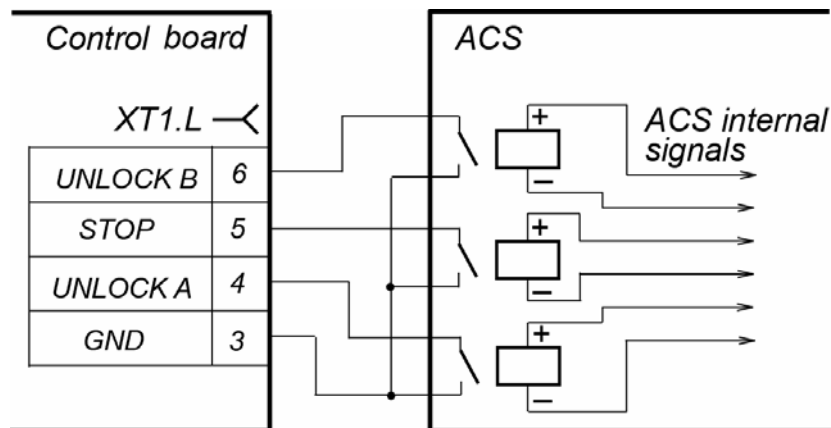 Control board
XT1.L
UNLOCK B 6
STOP 5
UNLOCK A 4
GND 3
ACS
+
−
+
−
+
−
ACS internal
signals